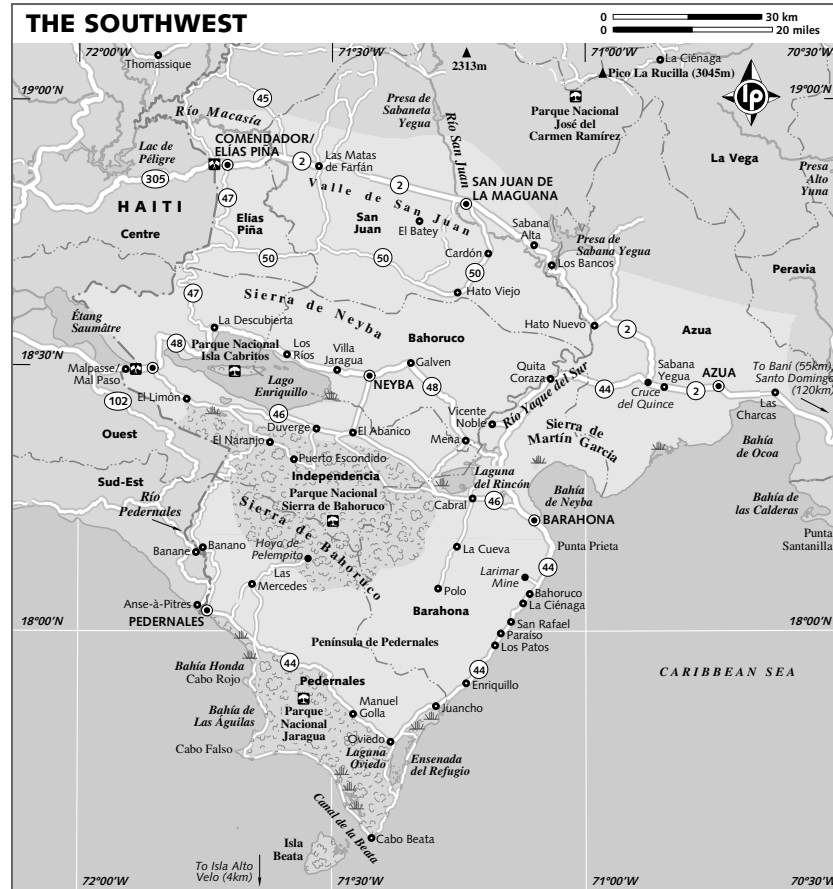 THE SOUTHWEST
0 30 km
0 20 miles
72°00'W
71°30'W
71°00'W
70°30'W
Thomassique
2313m
La Ciénaga
Pico La Rucilla (3045m)
19°00'N
19°00'N
lp
45
Río Macasía
Presa de
Sabaneta
Yegua
Río San Juan
Parque Nacional
José del
Carmen Ramírez
Lac de
Péligre
COMENDADOR/
ELÍAS PIÑA
La Vega
Presa
Alto
Yuna
305
2
Las Matas
de Farfán
2
SAN JUAN DE
LA MAGUANA
Valle de San Juan
HAITI
Centre
47
Elías
Piña
San
Juan
El Batey
Sabana
Alta
Presa de
Sabana Yegua
Cardón
Los Bancos
50
50
50
Peravia
Hato Viejo
47
Sierra de Neyba
Étang
Saumâtre
La Descubierta
Bahoruco
Hato Nuevo
2
Azua
48
Parque Nacional
Isla Cabritos
Los
Ríos
Villa
Jaragua
Galven
18°30'N
18°30'N
Malpasse/
Mal Paso
Lago
Enriquillo
NEYBA
48
Quita
Coraza
Río Yaque del Sur
44
Sabana
Yegua
AZUA
To Baní (55km),
Santo Domingo
(120km)
Cruce
del Quince
2
Las
Charcas
102
El Limón
46
Ouest
Duverge
El Abanico
Vicente
Noble
Mena
Sierra de
Martín García
Bahía
de Ocoa
El Naranjo
Puerto Escondido
Sud-Est
Independencia
Laguna
del Rincón
Río
Pedernales
Parque Nacional
Sierra de Bahoruco
Cabral
46
Bahía
de Neyba
Bahía de
las Calderas
BARAHONA
Sierra de Bahoruco
Punta
Santanilla
Banane
Banano
Hoyo de
Pelempito
La Cueva
Punta Prieta
44
Las
Mercedes
Larimar
Mine
Polo
Bahoruco
La Ciénaga
Anse-à-Pitres
Barahona
18°00'N
18°00'N
PEDERNALES
San Rafael
Paraíso
Los Patos
Península de Pedernales
44
44
CARIBBEAN SEA
Bahía Honda
Cabo Rojo
Pedernales
Enriquillo
Bahía de
Las Águilas
Parque
Nacional
Jaragua
Manuel
Golla
Juancho
Cabo Falso
Oviedo
Laguna
Oviedo
Ensenada
del Refugio
Canal de la Beata
Cabo Beata
Isla
Beata
To Isla Alto
Velo (4km)
72°00'W
71°30'W
71°00'W
70°30'W